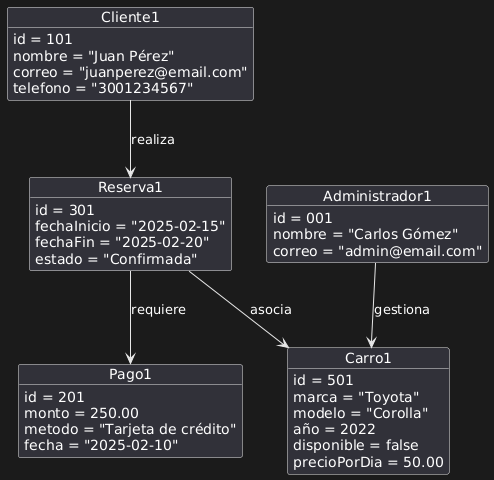 Cliente1
id = 101
nombre = "Juan Pérez"
correo = "juanperez@email.com"
telefono = "3001234567"
realiza
Reserva1
id = 301
fechaInicio = "2025-02-15"
fechaFin = "2025-02-20"
estado = "Confirmada"
Administrador1
id = 001
nombre = "Carlos Gómez"
correo = "admin@email.com"
requiere
asocia
gestiona
Pago1
id = 201
monto = 250.00
metodo = "Tarjeta de crédito"
fecha = "2025-02-10"
Carro1
id = 501
marca = "Toyota"
modelo = "Corolla"
año = 2022
disponible = false
precioPorDia = 50.00